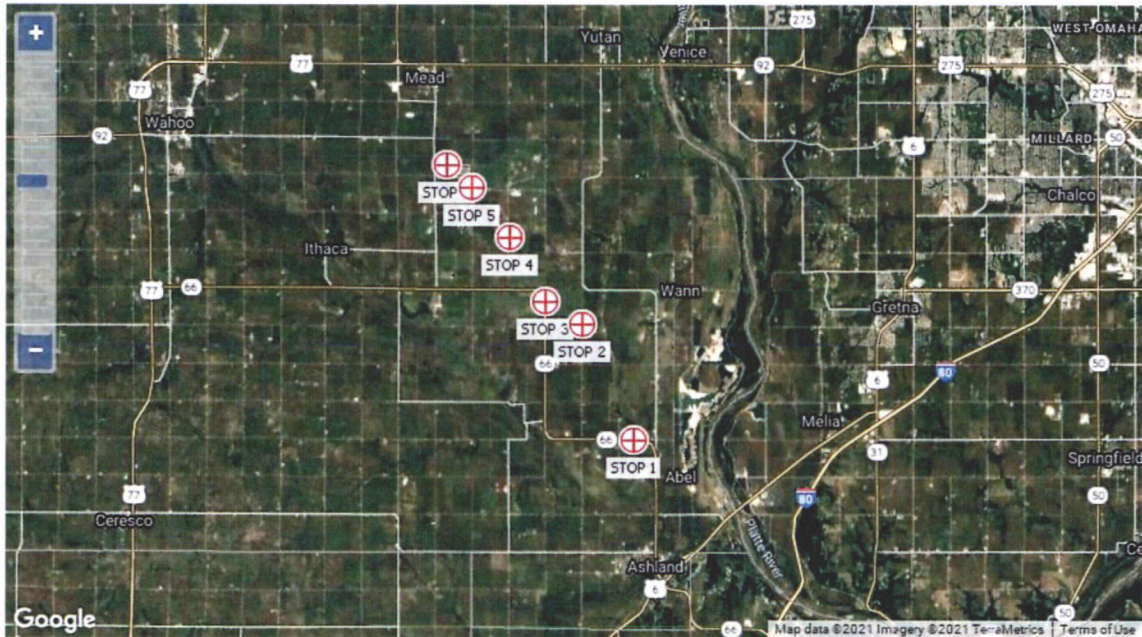 +
275
Yutan
Venice
WEST OMAHA
77
92
275
Mead
77
275
Wahoo
92
6
MILLARD
50
STOP
STOP 5
Chalco
STOP 4
Ithaca
77
66
Wann
370
Gretna
STOP 3
STOP 2
66
50
80
6
Melia
66
STOP 1
31
Abel
Springfield
77
80
50
Ceresco
Platte River
Ashland
6
50
66
Google
Map data ©2021 Imagery ©2021 TerraMetrics
Terms of Use